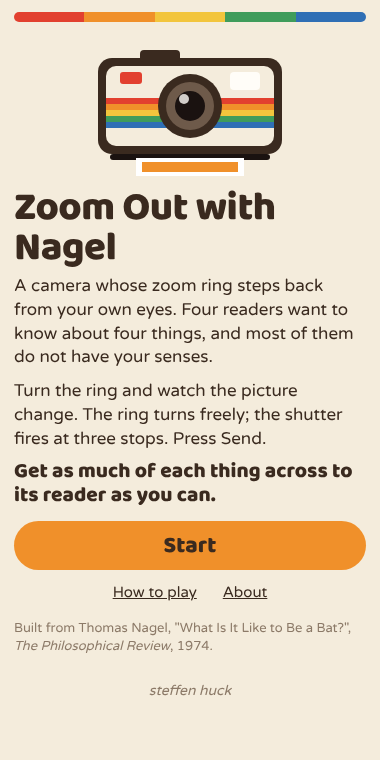 Zoom Out with
Nagel
A camera whose zoom ring steps back
from your own eyes. Four readers want to
know about four things, and most of them
do not have your senses.
Turn the ring and watch the picture
change. The ring turns freely; the shutter
fires at three stops. Press Send.
Get as much of each thing across to
its reader as you can.
Start
How to play About
Built from Thomas Nagel, "What Is It Like to Be a Bat?",
The Philosophical Review, 1974.
steffen huck